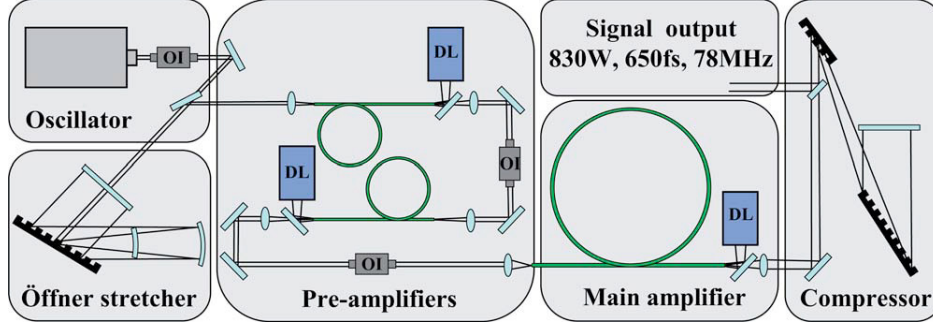 OI
Oscillator
Öffner stretcher
DL
DL
OI
OI
Pre-amplifiers
Signal output
830W, 650fs, 78MHz
DL
Main amplifier
Compressor